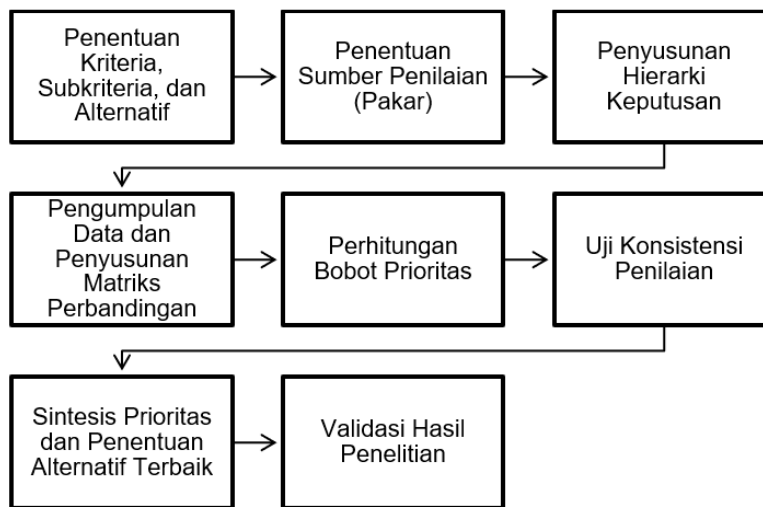 Penentuan
Kriteria,
Subkriteria, dan
Alternatif
Penentuan
Sumber Penilaian
(Pakar)
Penyusunan
Hierarki
Keputusan
Pengumpulan
Data dan
Penyusunan
Matriks
Perbandingan
Perhitungan
Bobot Prioritas
Uji Konsistensi
Penilaian
Sintesis Prioritas
dan Penentuan
Alternatif Terbaik
Validasi Hasil
Penelitian